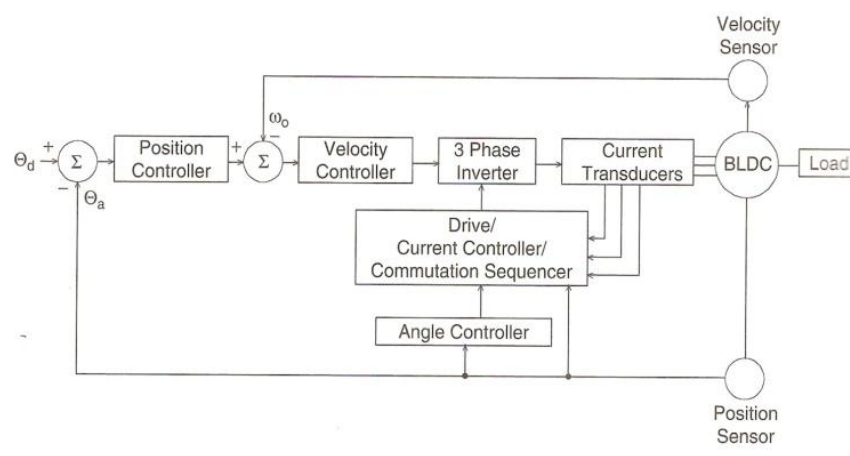 Velocity
Sensor
ω₀
+
−
Θd
+
−
Σ
Position
Controller
+
Σ
Velocity
Controller
3 Phase
Inverter
Current
Transducers
BLDC
Load
Θa
Drive/
Current Controller/
Commutation Sequencer
Angle Controller
Position
Sensor